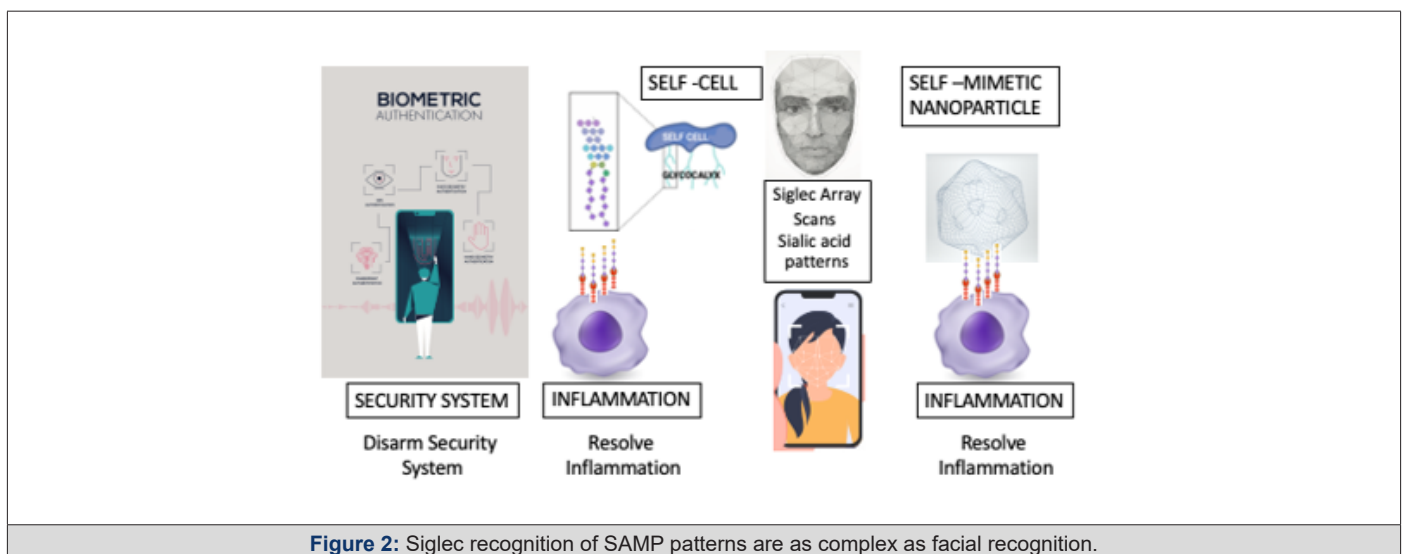 BIOMETRIC
AUTHENTICATION
SECURITY SYSTEM
Disarm Security
System
SELF -CELL
SELF CELL
GLYCOCALYX
INFLAMMATION
Resolve
Inflammation
Siglec Array
Scans
Sialic acid
patterns
SELF –MIMETIC
NANOPARTICLE
INFLAMMATION
Resolve
Inflammation
Figure 2: Siglec recognition of SAMP patterns are as complex as facial recognition.